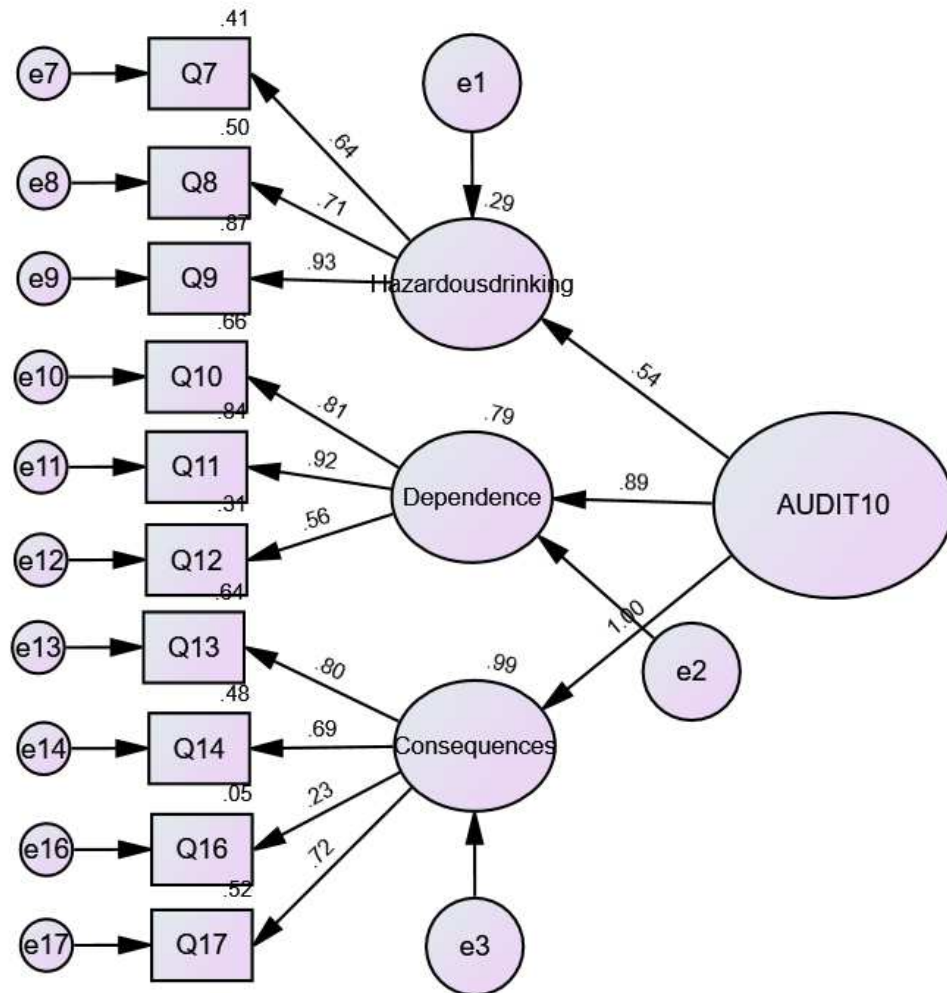 .41
e7
Q7
e1
.50
.64
e8
Q8
.71
.29
.87
e9
Q9
.93
Hazardousdrinking
.66
e10
Q10
.81
.54
.84
.79
e11
Q11
.92
Dependence
.89
AUDIT10
.31
e12
Q12
.56
.64
1.00
e13
Q13
.80
.99
e2
.48
e14
Q14
.69
Consequences
.05
.23
e16
Q16
.72
.52
e17
Q17
e3